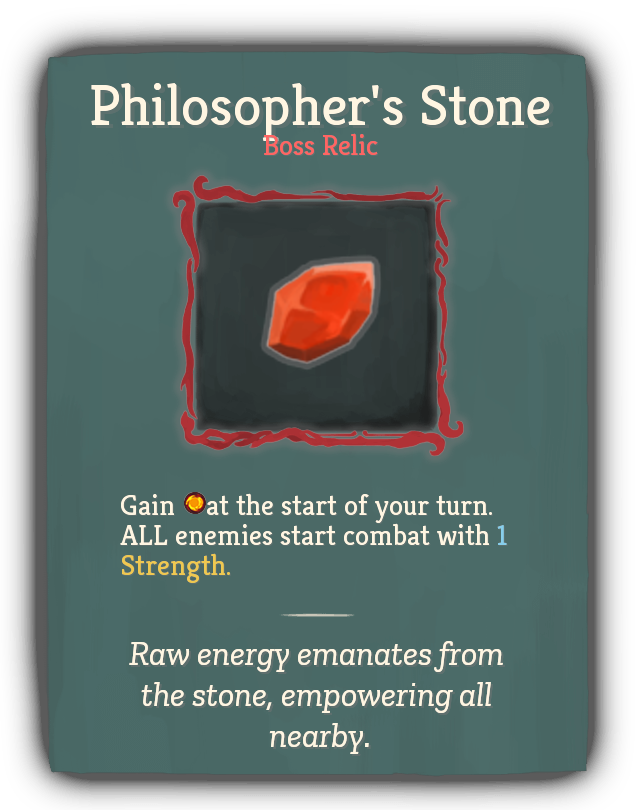 Philosopher's Stone
Boss Relic
Gain at the start of your turn.
ALL enemies start combat with 1
Strength.
Raw energy emanates from
the stone, empowering all
nearby.